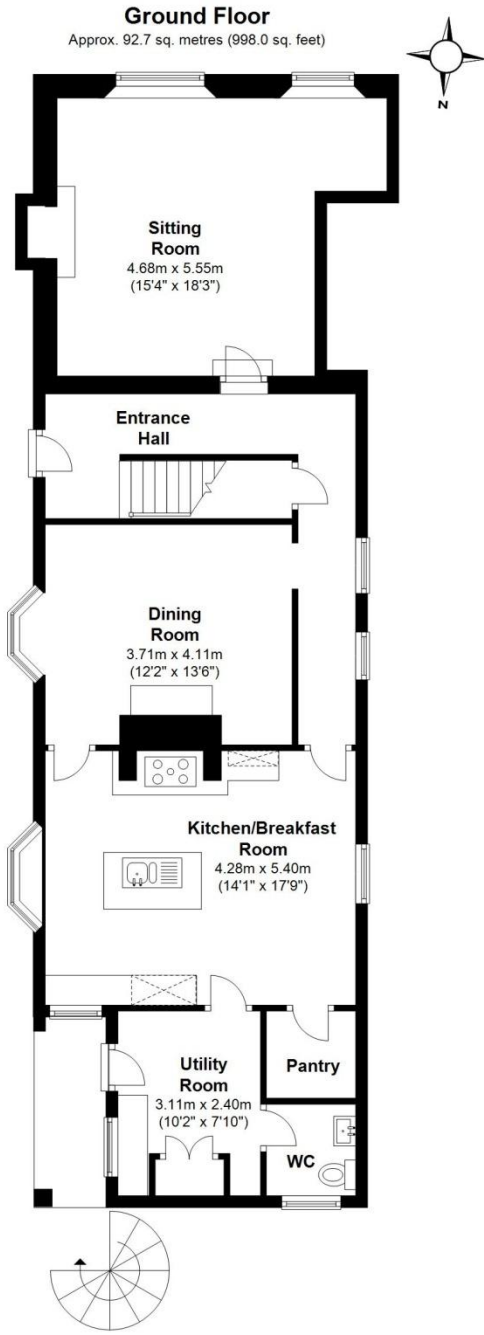 Ground Floor
Approx. 92.7 sq. metres (998.0 sq. feet)
N
Sitting
Room
4.68m x 5.55m
(15'4" x 18'3")
Entrance
Hall
Dining
Room
3.71m x 4.11m
(12'2" x 13'6")
Kitchen/Breakfast
Room
4.28m x 5.40m
(14'1" x 17'9")
Utility
Room
3.11m x 2.40m
(10'2" x 7'10")
Pantry
WC